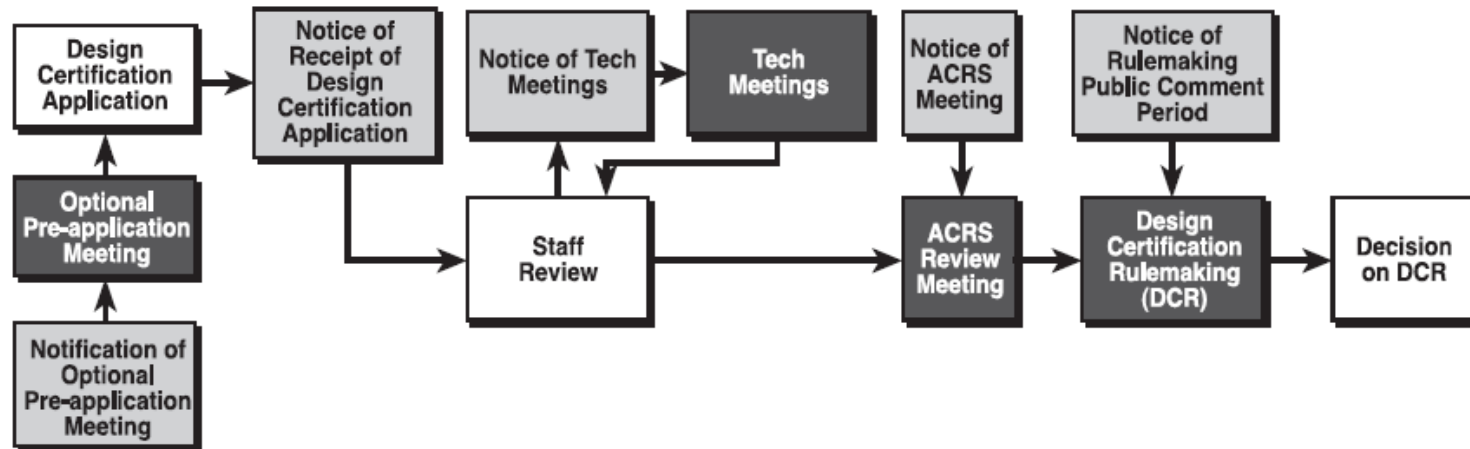 Design
Certification
Application
Notice of
Receipt of
Design
Certification
Application
Notice of Tech
Meetings
Tech
Meetings
Notice of
ACRS
Meeting
Notice of
Rulemaking
Public Comment
Period
Optional
Pre-application
Meeting
Staff
Review
ACRS
Review
Meeting
Design
Certification
Rulemaking
(DCR)
Decision
on DCR
Notification of
Optional
Pre-application
Meeting